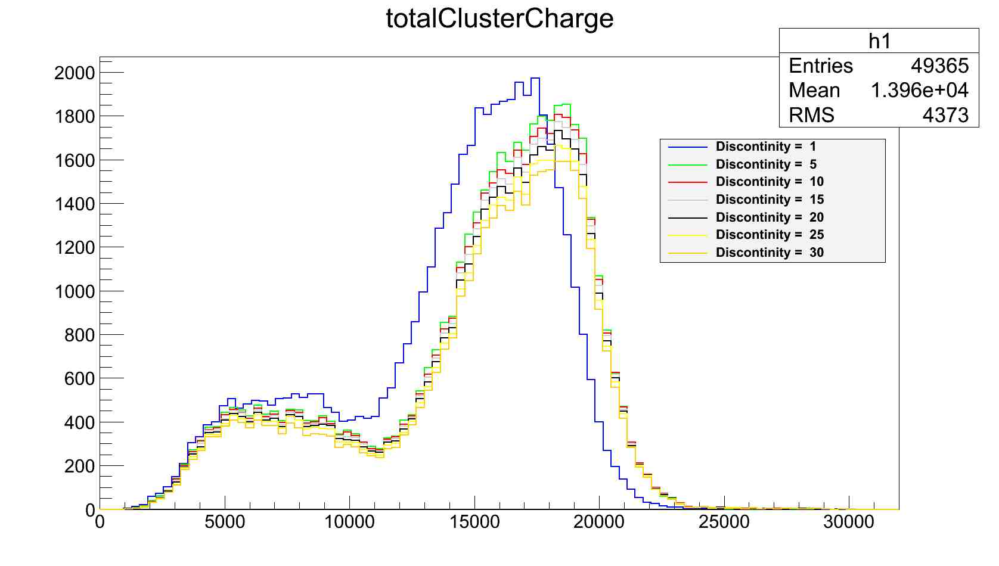 totalClusterCharge
h1
Entries 49365
Mean 1.396e+04
RMS 4373
2000
1800
1600
1400
1200
1000
800
600
400
200
0
Discontinity = 1
Discontinity = 5
Discontinity = 10
Discontinity = 15
Discontinity = 20
Discontinity = 25
Discontinity = 30
0 5000 10000 15000 20000 25000 30000